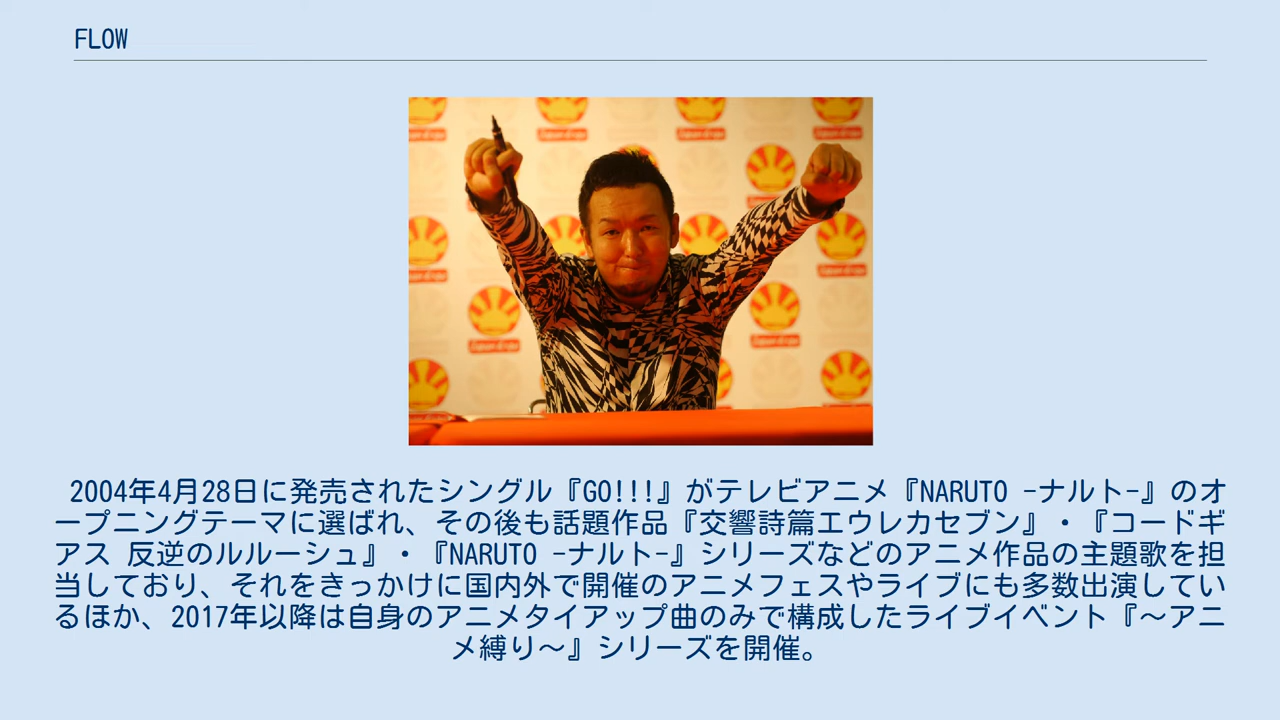 FLOW
2004年4月28日に発売されたシングル『GO!!!』がテレビアニメ『NARUTO -ナルト-』のオ
ープニングテーマに選ばれ、その後も話題作品『交響詩篇エウレカセブン』・『コードギ
アス 反逆のルルーシュ』・『NARUTO -ナルト-』シリーズなどのアニメ作品の主題歌を担
当しており、それをきっかけに国内外で開催のアニメフェスやライブにも多数出演してい
るほか、2017年以降は自身のアニメタイアップ曲のみで構成したライブイベント『～アニ
メ縛り～』シリーズを開催。